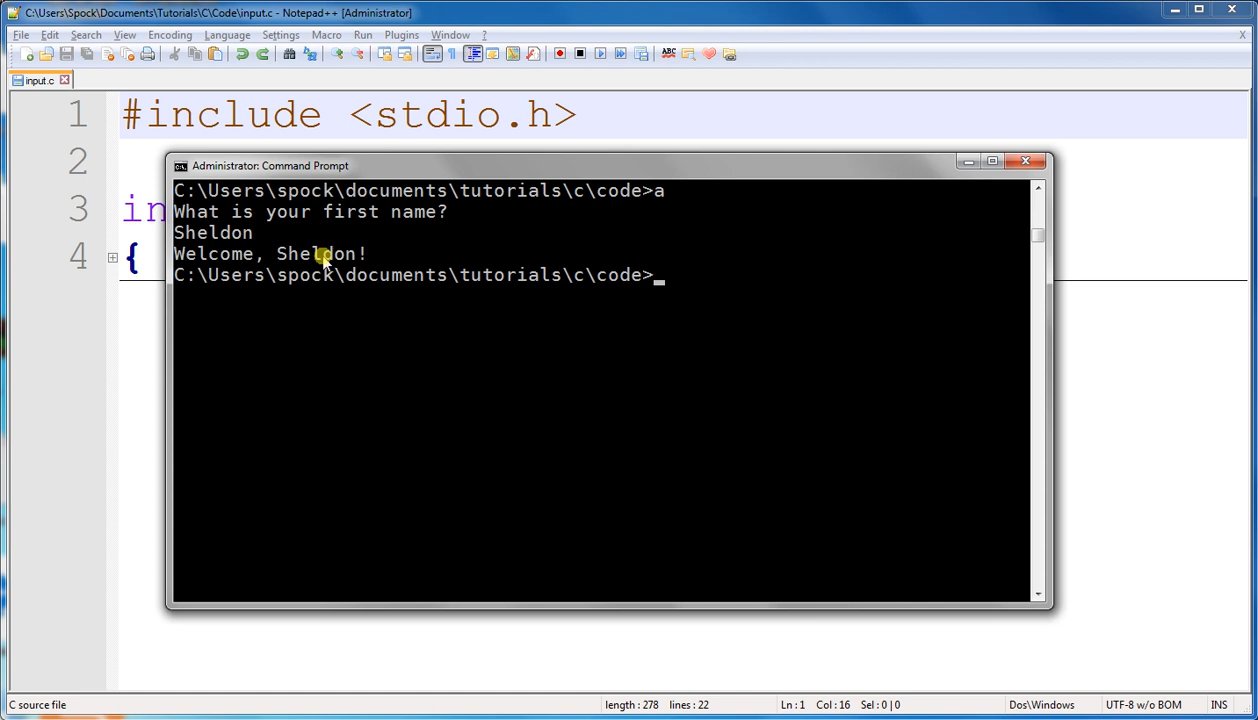 C:\Users\Spock\Documents\Tutorials\C\Code\input.c - Notepad++ [Administrator]
File Edit Search View Encoding Language Settings Macro Run Plugins Window ? X
ABC
input.c
1 #include <stdio.h>
2
3 in
4 {
Administrator: Command Prompt
C:\Users\spock\documents\tutorials\c\code>a
What is your first name?
Sheldon
Welcome, Sheldon!
C:\Users\spock\documents\tutorials\c\code>_
C source file length : 278 lines : 22 Ln : 1 Col : 16 Sel : 0 | 0 Dos\Windows UTF-8 w/o BOM INS